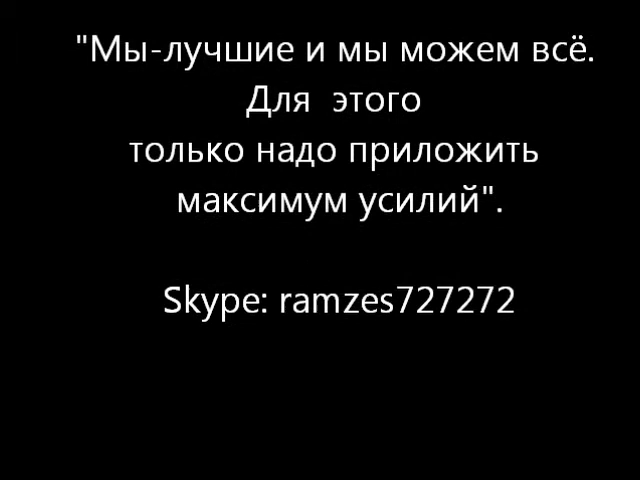 "Мы-лучшие и мы можем всё.
Для этого
только надо приложить
максимум усилий".
Skype: ramzes727272